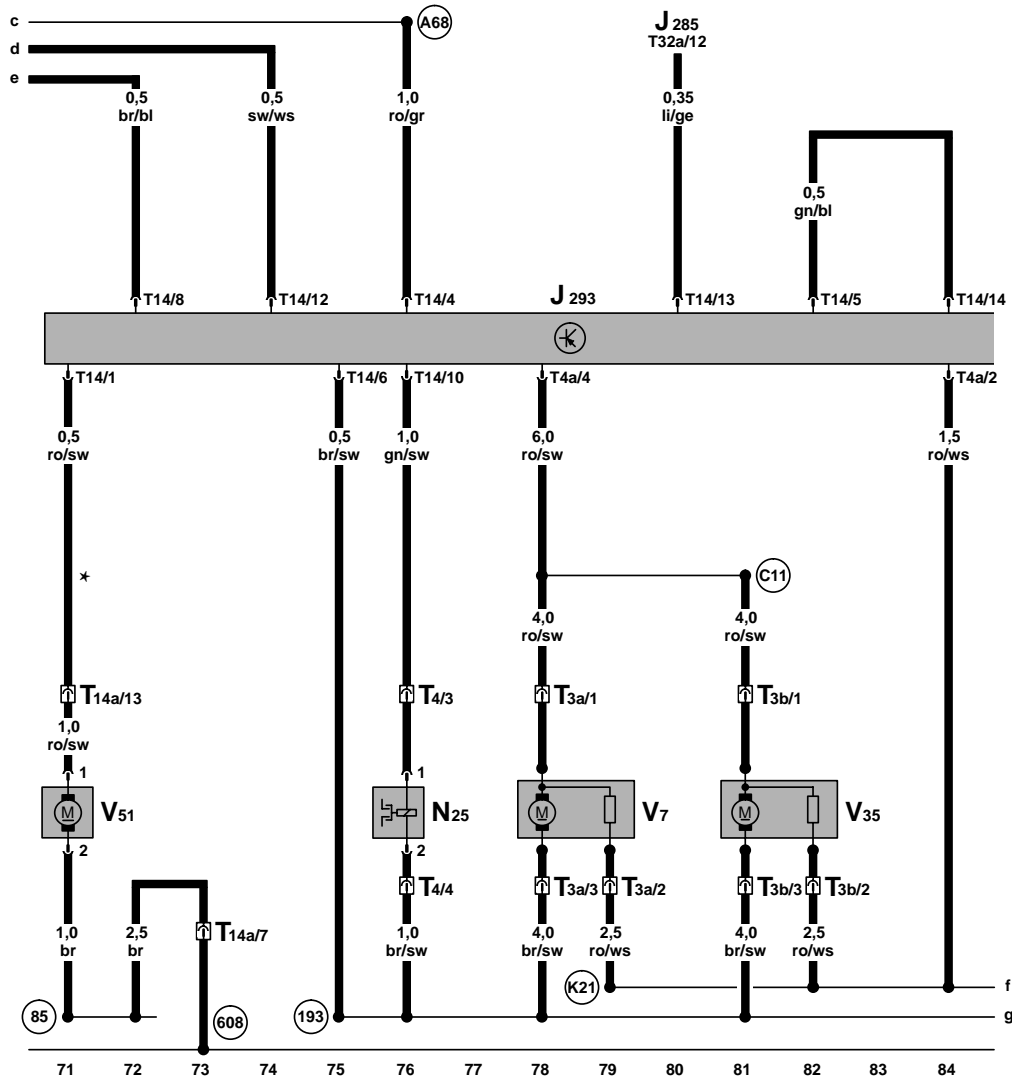 c
A68
J 285
T32a/12
d
e
0,5
br/bl
0,5
sw/ws
1,0
ro/gr
0,35
li/ge
0,5
gn/bl
T14/8
T14/12
T14/4
J 293
T14/13
T14/5
T14/14
T14/1
T14/6
T14/10
T4a/4
T4a/2
0,5
ro/sw
0,5
br/sw
1,0
gn/sw
6,0
ro/sw
1,5
ro/ws
*
C11
4,0
ro/sw
4,0
ro/sw
T14a/13
T4/3
T3a/1
T3b/1
1,0
ro/sw
1
1
M
V51
N25
M
V7
M
V35
2
2
T4/4
T3a/3
T3a/2
T3b/3
T3b/2
1,0
br
2,5
br
T14a/7
1,0
br/sw
4,0
br/sw
2,5
ro/ws
4,0
br/sw
2,5
ro/ws
K21
f
85
608
193
g
71 72 73 74 75 76 77 78 79 80 81 82 83 84